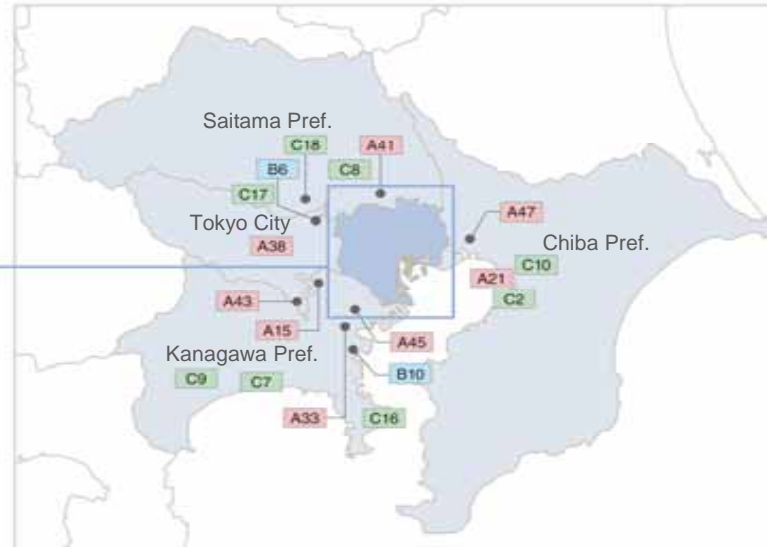 Saitama Pref.
C18
A41
B6
C8
C17
Tokyo City
A47
A38
Chiba Pref.
C10
A21
C2
A43
A15
A45
Kanagawa Pref.
B10
C9
C7
A33
C16